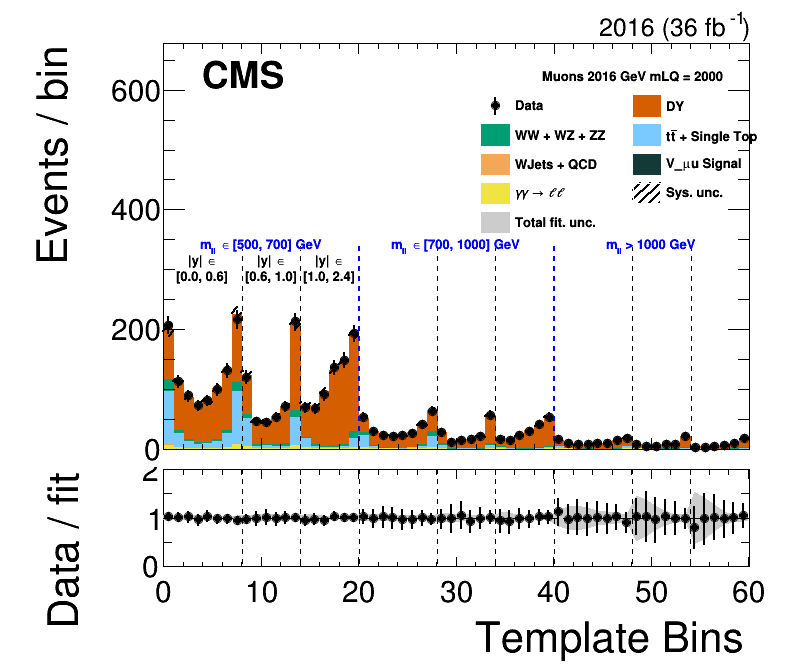 2016 (36 fb⁻¹)
CMS
Muons 2016 GeV mLQ = 2000
Data
DY
WW + WZ + ZZ
tt̄ + Single Top
WJets + QCD
V_μu Signal
γγ → ℓℓ
Sys. unc.
Total fit. unc.
Events / bin
600
400
200
0
m_ll ∈ [500, 700] GeV
m_ll ∈ [700, 1000] GeV
m_ll > 1000 GeV
|y| ∈ [0.0, 0.6]
|y| ∈ [0.6, 1.0]
|y| ∈ [1.0, 2.4]
Data / fit
2
1
0
0 10 20 30 40 50 60
Template Bins